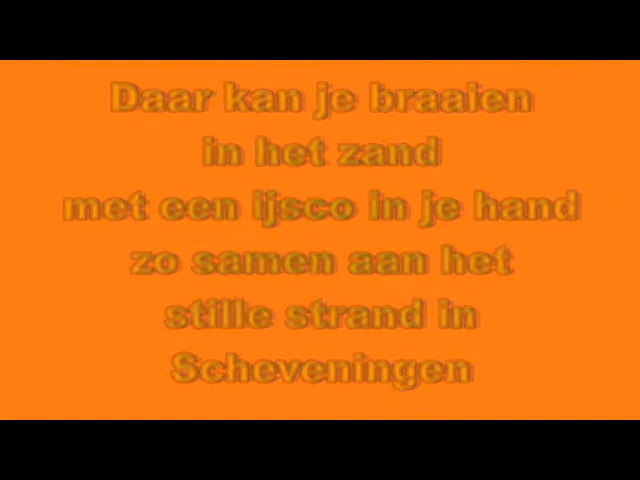 Daar kan je braaien
in het zand
met een Ijsco in je hand
zo samen aan het
stille strand in
Scheveningen